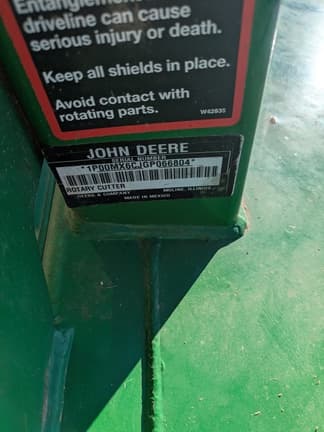 Entanglement
driveline can cause
serious injury or death.
Keep all shields in place.
Avoid contact with
rotating parts.
W42835
JOHN DEERE
SERIAL NUMBER
*1P00MX6CJGP066804*
ROTARY CUTTER
MOLINE, ILLINOIS
DEERE & COMPANY
MADE IN MEXICO